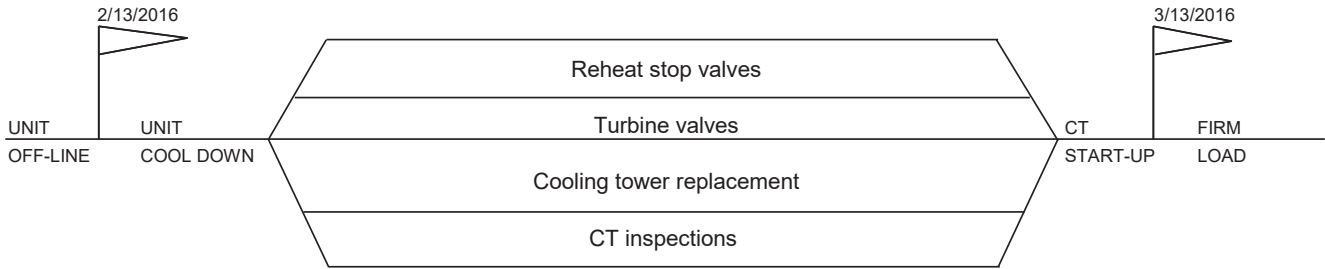 2/13/2016
3/13/2016
Reheat stop valves
Turbine valves
UNIT
OFF-LINE
UNIT
COOL DOWN
CT
START-UP
FIRM
LOAD
Cooling tower replacement
CT inspections